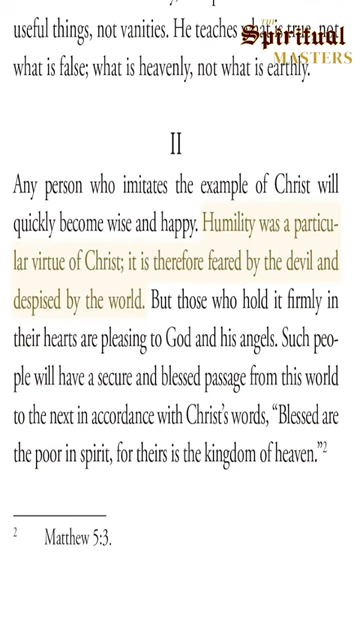 useful things, not vanities. He teaches what is true, not
THE
Spiritual
MASTERS
what is false; what is heavenly, not what is earthly.
II
Any person who imitates the example of Christ will
quickly become wise and happy. Humility was a particu-
lar virtue of Christ; it is therefore feared by the devil and
despised by the world. But those who hold it firmly in
their hearts are pleasing to God and his angels. Such peo-
ple will have a secure and blessed passage from this world
to the next in accordance with Christ's words, “Blessed are
the poor in spirit, for theirs is the kingdom of heaven.”2
2 Matthew 5:3.